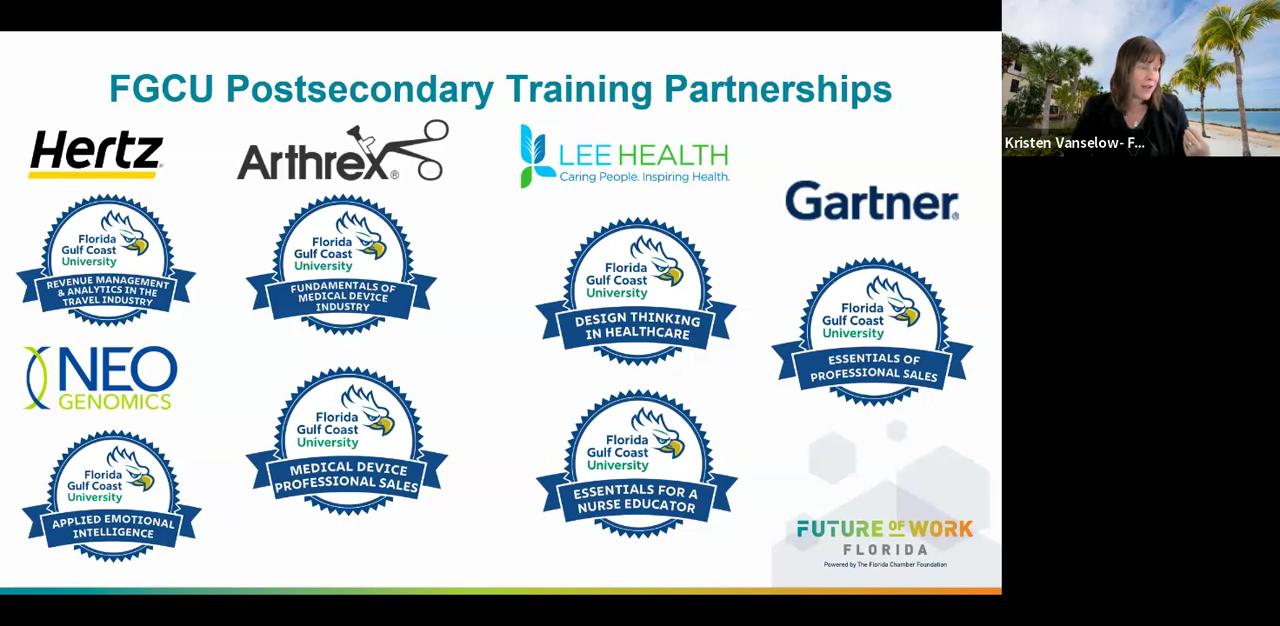 FGCU Postsecondary Training Partnerships
Hertz
Florida
Gulf Coast
University
REVENUE MANAGEMENT
& ANALYTICS IN THE
TRAVEL INDUSTRY
NEO
GENOMICS
Florida
Gulf Coast
University
APPLIED EMOTIONAL
INTELLIGENCE
Arthrex®
Florida
Gulf Coast
University
FUNDAMENTALS OF
MEDICAL DEVICE
INDUSTRY
Florida
Gulf Coast
University
MEDICAL DEVICE
PROFESSIONAL SALES
LEE HEALTH
Caring People. Inspiring Health.
Florida
Gulf Coast
University
DESIGN THINKING
IN HEALTHCARE
Florida
Gulf Coast
University
ESSENTIALS FOR A
NURSE EDUCATOR
Gartner®
Florida
Gulf Coast
University
ESSENTIALS OF
PROFESSIONAL SALES
FUTURE OF WORK
FLORIDA
Powered by The Florida Chamber Foundation
Kristen Vanselow- F...